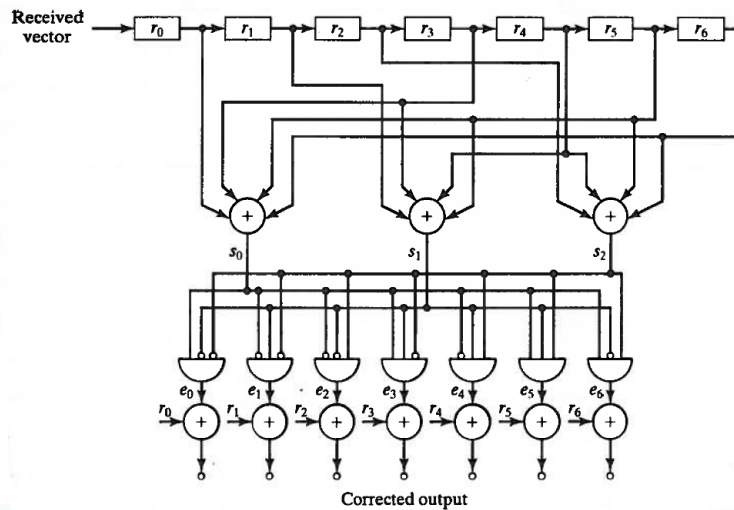 Received vector
r0 r1 r2 r3 r4 r5 r6
+ + +
s0 s1 s2
e0 e1 e2 e3 e4 e5 e6
r0 + r1 + r2 + r3 + r4 + r5 + r6 +
Corrected output